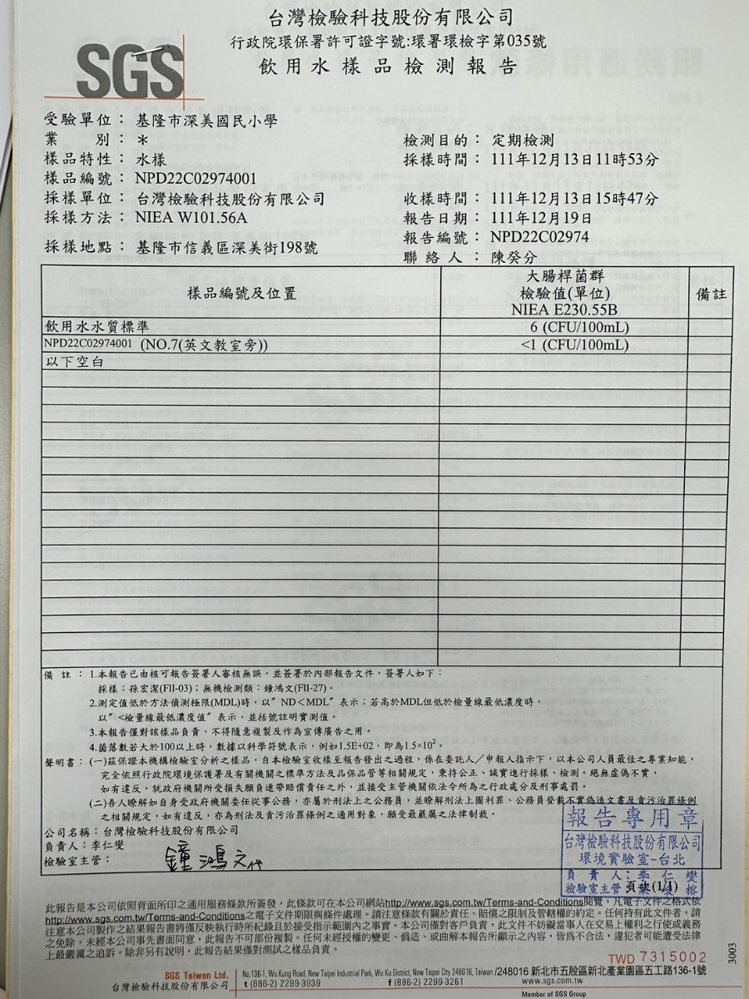 台灣檢驗科技股份有限公司
行政院環保署許可證字號:環署環檢字第035號
飲用水樣品檢測報告
SGS
受驗單位： 基隆市深美國民小學
業 別： *
檢測目的： 定期檢測
樣品特性： 水樣
採樣時間： 111年12月13日11時53分
樣品編號： NPD22C02974001
採樣單位： 台灣檢驗科技股份有限公司
收樣時間： 111年12月13日15時47分
採樣方法： NIEA W101.56A
報告日期： 111年12月19日
報告編號： NPD22C02974
採樣地點： 基隆市信義區深美街198號
聯絡人： 陳癸分
樣品編號及位置
大腸桿菌群
檢驗值(單位)
NIEA E230.55B
備註
飲用水水質標準 6 (CFU/100mL)
NPD22C02974001 (NO.7(英文教室旁)) <1 (CFU/100mL)
以下空白
備 註：1.本報告已由核可報告簽署人審核無誤，並簽署於內部報告文件，簽署人如下：
採樣：孫宏潔(FII-03)；無機檢測類：鐘鴻文(FII-27)。
2.測定值低於方法偵測極限(MDL)時，以〞ND＜MDL〞表示；若高於MDL但低於檢量線最低濃度時，
以〞<檢量線最低濃度值〞表示，並括號註明實測值。
3.本報告僅對該樣品負責，不得隨意複製及作為宣傳廣告之用。
4.菌落數若大於100以上時，數據以科學符號表示，例如1.5E+02，即為1.5×10²。
聲明書：(一)茲保證本機構檢驗室分析之樣品，自本檢驗室收樣至報告發出之過程，係在委託人／申報人指示下，以本公司人員最佳之專業知能，
完全依照行政院環境保護署及有關機關之標準方法及品保品管等相關規定，秉持公正、誠實進行採樣、檢測。絕無虛偽不實，
如有違反，就政府機關所受損失願負連帶賠償責任之外，並接受主管機關依法令所為之行政處分及刑事處罰。
(二)吾人瞭解如自身受政府機關委任從事公務，亦屬於刑法上之公務員，並瞭解刑法上圖利罪、公務員登載不實偽造文書及貪污治罪條例
之相關規定，如有違反，亦為刑法及貪污治罪條例之適用對象，願受最嚴厲之法律制裁。
公司名稱：台灣檢驗科技股份有限公司
負責人：李仁燮
檢驗室主管：
鐘鴻文代
報告專用章
台灣檢驗科技股份有限公司
環境實驗室-台北
負責人：李仁燮
檢驗室主管：
頁次(1/1)
此報告是本公司依照背面所印之通用服務條款所簽發，此條款可在本公司網站http://www.sgs.com.tw/Terms-and-Conditions閱覽，凡電子文件之格式依
http://www.sgs.com.tw/Terms-and-Conditions之電子文件期限與條件處理。請注意條款有關於責任、賠償之限制及管轄權的約定。任何持有此文件者，請
注意本公司製作之結果報告書將僅反映執行時所紀錄且於接受指示範圍內之事實。本公司僅對客戶負責，此文件不妨礙當事人在交易上權利之行使或義務
之免除。未經本公司事先書面同意，此報告不可部份複製。任何未經授權的變更、偽造、或曲解本報告所顯示之內容，皆為不合法，違犯者可能遭受法律
上最嚴厲之追訴。除非另有說明，此報告結果僅對測試之樣品負責。
TWD 7315002
3003
SGS Taiwan Ltd.
台灣檢驗科技股份有限公司
No.136-1, Wu Kung Road, New Taipei Industrial Park, Wu Ku District, New Taipei City 248016, Taiwan /248016 新北市五股區新北產業園區五工路136-1號
t (886-2) 2299-3939 f (886-2) 2299-3261 www.sgs.com.tw
Member of SGS Group